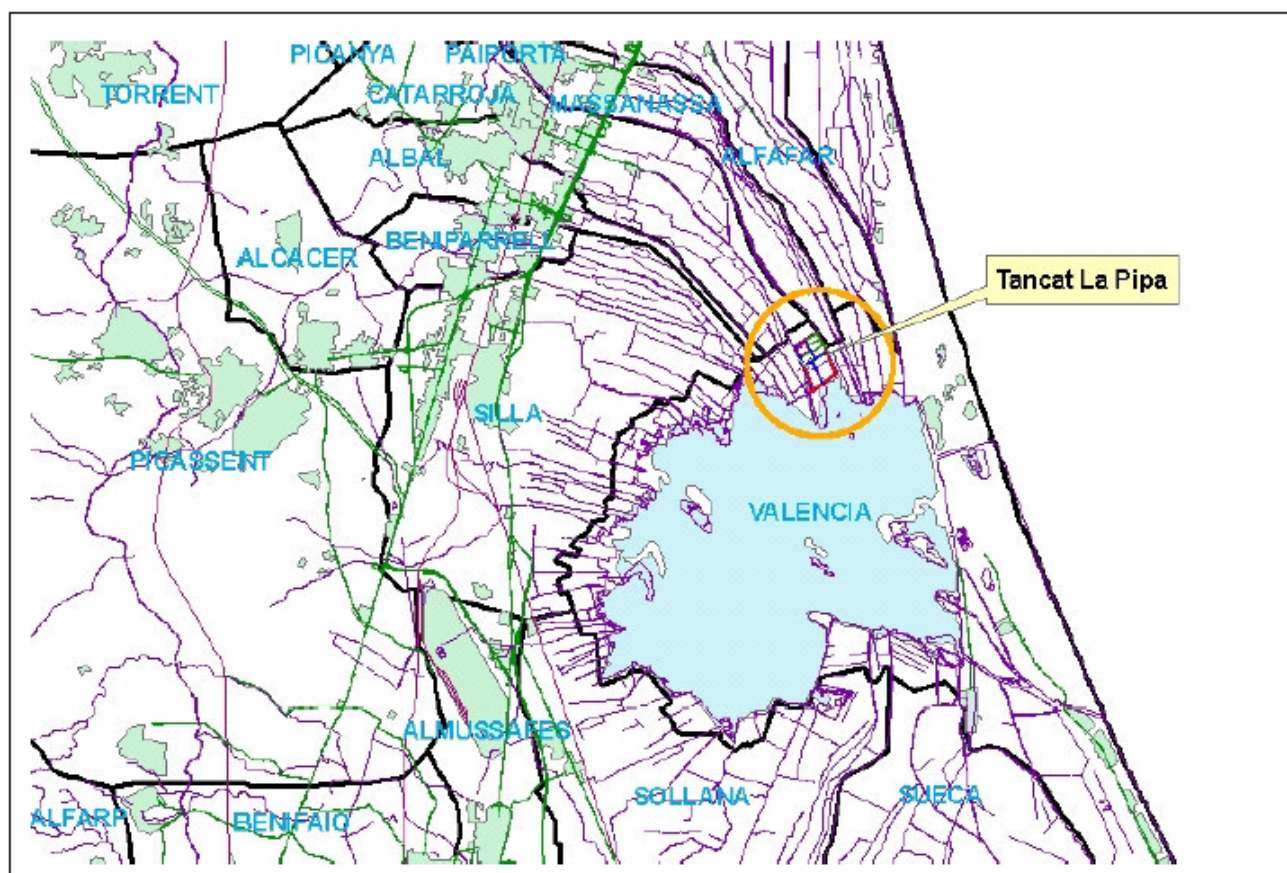 PICANYA
PAIPORTA
TORRENT
CATARROJA
MASSANASSA
ALBAL
ALFAFAR
BENIPARRELL
ALCACER
Tancat La Pipa
SILLA
PICASSENT
VALENCIA
ALMUSSAFES
SOLLANA
SUECA
ALFARP
BENIFAIO